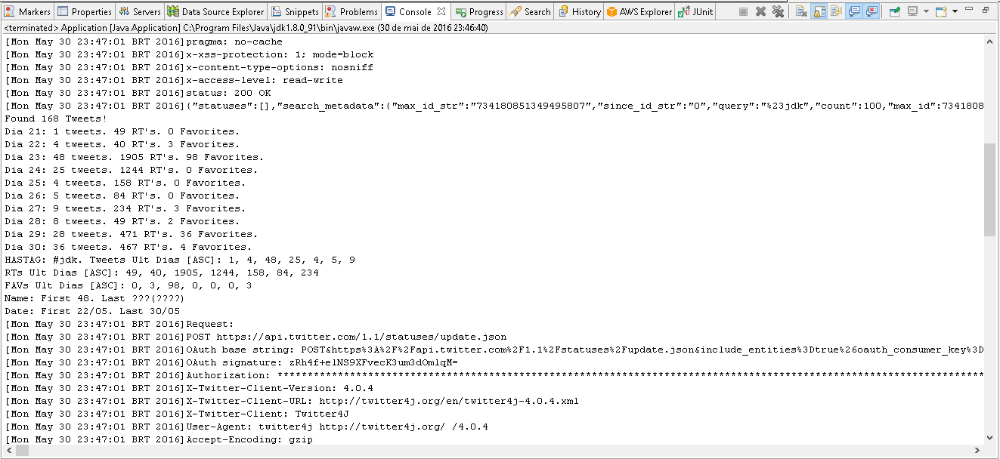 Markers Properties Servers Data Source Explorer Snippets Problems Console Progress Search History AWS Explorer JUnit
<terminated> Application [Java Application] C:\Program Files\Java\jdk1.8.0_91\bin\javaw.exe (30 de mai de 2016 23:46:40)
[Mon May 30 23:47:01 BRT 2016]pragma: no-cache
[Mon May 30 23:47:01 BRT 2016]x-xss-protection: 1; mode=block
[Mon May 30 23:47:01 BRT 2016]x-content-type-options: nosniff
[Mon May 30 23:47:01 BRT 2016]x-access-level: read-write
[Mon May 30 23:47:01 BRT 2016]status: 200 OK
[Mon May 30 23:47:01 BRT 2016]{"statuses":[],"search_metadata":{"max_id_str":"734180851349495807","since_id_str":"0","query":"%23jdk","count":100,"max_id":7341808
Found 168 Tweets!
Dia 21: 1 tweets. 49 RT's. 0 Favorites.
Dia 22: 4 tweets. 40 RT's. 3 Favorites.
Dia 23: 48 tweets. 1905 RT's. 98 Favorites.
Dia 24: 25 tweets. 1244 RT's. 0 Favorites.
Dia 25: 4 tweets. 158 RT's. 0 Favorites.
Dia 26: 5 tweets. 84 RT's. 0 Favorites.
Dia 27: 9 tweets. 234 RT's. 3 Favorites.
Dia 28: 8 tweets. 49 RT's. 2 Favorites.
Dia 29: 28 tweets. 471 RT's. 36 Favorites.
Dia 30: 36 tweets. 467 RT's. 4 Favorites.
HASTAG: #jdk. Tweets Ult Dias [ASC]: 1, 4, 48, 25, 4, 5, 9
RTs Ult Dias [ASC]: 49, 40, 1905, 1244, 158, 84, 234
FAVs Ult Dias [ASC]: 0, 3, 98, 0, 0, 0, 3
Name: First 48. Last ???(????)
Date: First 22/05. Last 30/05
[Mon May 30 23:47:01 BRT 2016]Request:
[Mon May 30 23:47:01 BRT 2016]POST https://api.twitter.com/1.1/statuses/update.json
[Mon May 30 23:47:01 BRT 2016]OAuth base string: POST&https%3A%2F%2Fapi.twitter.com%2F1.1%2Fstatuses%2Fupdate.json&include_entities%3Dtrue%26oauth_consumer_key%3D
[Mon May 30 23:47:01 BRT 2016]OAuth signature: zRh4f+elNS9XFvecK3um3dOmlqM=
[Mon May 30 23:47:01 BRT 2016]Authorization: *********************************************************************************************************************
[Mon May 30 23:47:01 BRT 2016]X-Twitter-Client-Version: 4.0.4
[Mon May 30 23:47:01 BRT 2016]X-Twitter-Client-URL: http://twitter4j.org/en/twitter4j-4.0.4.xml
[Mon May 30 23:47:01 BRT 2016]X-Twitter-Client: Twitter4J
[Mon May 30 23:47:01 BRT 2016]User-Agent: twitter4j http://twitter4j.org/ /4.0.4
[Mon May 30 23:47:01 BRT 2016]Accept-Encoding: gzip